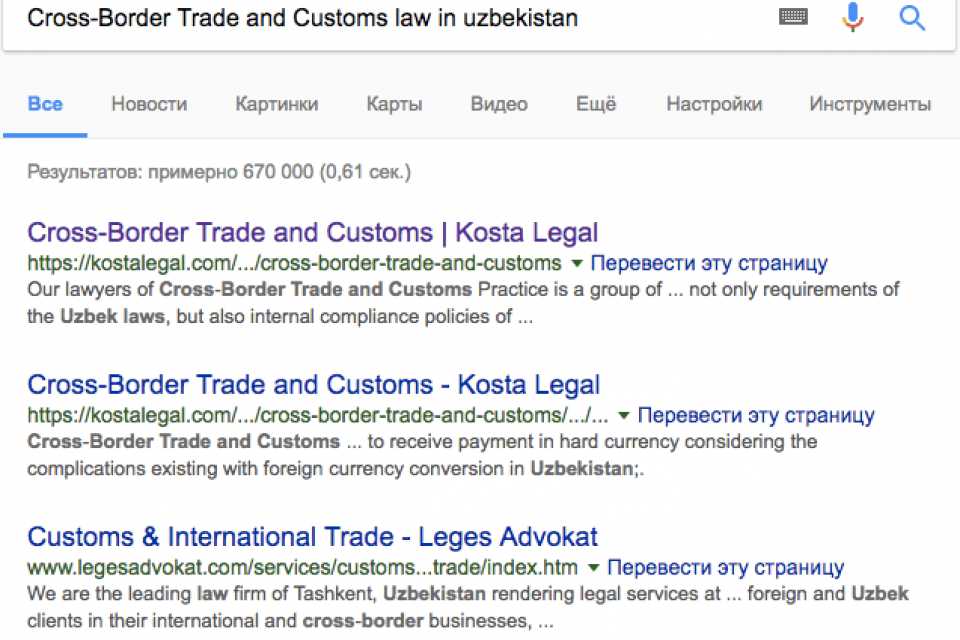 Cross-Border Trade and Customs law in uzbekistan
Все Новости Картинки Карты Видео Ещё Настройки Инструменты
Результатов: примерно 670 000 (0,61 сек.)
Cross-Border Trade and Customs | Kosta Legal
https://kostalegal.com/.../cross-border-trade-and-customs ▼ Перевести эту страницу
Our lawyers of Cross-Border Trade and Customs Practice is a group of ... not only requirements of
the Uzbek laws, but also internal compliance policies of ...
Cross-Border Trade and Customs - Kosta Legal
https://kostalegal.com/.../cross-border-trade-and-customs/.../... ▼ Перевести эту страницу
Cross-Border Trade and Customs ... to receive payment in hard currency considering the
complications existing with foreign currency conversion in Uzbekistan;.
Customs & International Trade - Leges Advokat
www.legesadvokat.com/services/customs...trade/index.htm ▼ Перевести эту страницу
We are the leading law firm of Tashkent, Uzbekistan rendering legal services at ... foreign and Uzbek
clients in their international and cross-border businesses, ...